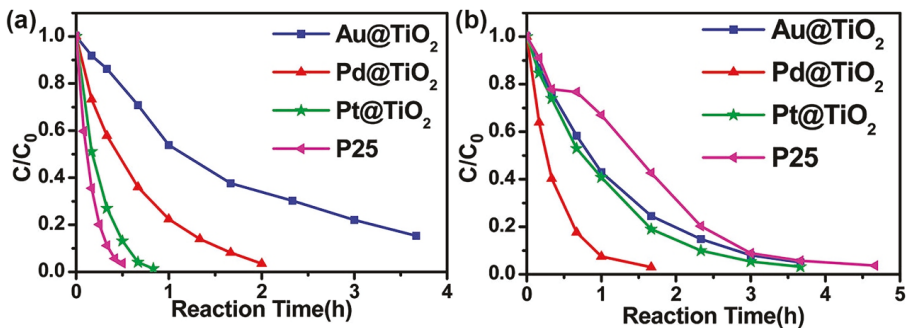 (a)
Au@TiO₂
Pd@TiO₂
Pt@TiO₂
P25
C/C₀
1.0
0.8
0.6
0.4
0.2
0.0
0 1 2 3 4
Reaction Time(h)
(b)
Au@TiO₂
Pd@TiO₂
Pt@TiO₂
P25
C/C₀
1.0
0.8
0.6
0.4
0.2
0.0
0 1 2 3 4 5
Reaction Time(h)